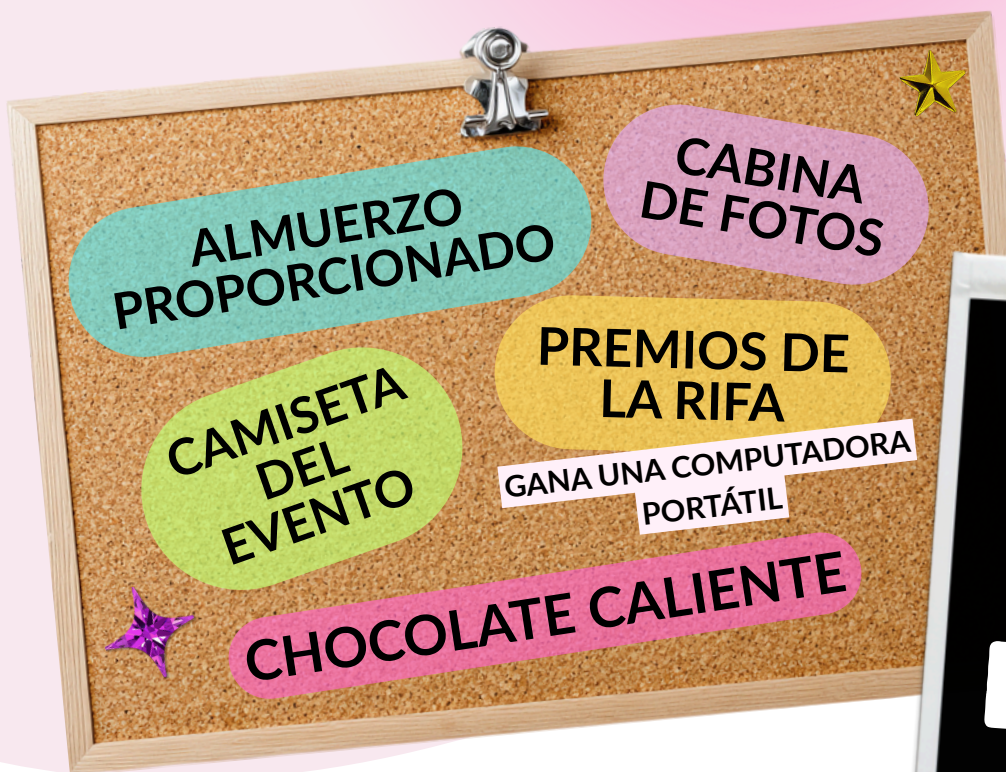 ALMUERZO
PROPORCIONADO
CABINA
DE FOTOS
PREMIOS DE
LA RIFA
GANA UNA COMPUTADORA
PORTÁTIL
CAMISETA
DEL
EVENTO
CHOCOLATE CALIENTE